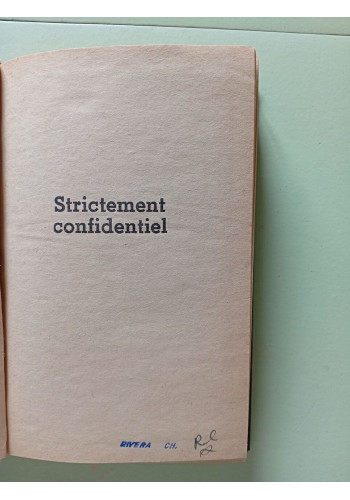 Strictement
confidentiel
RIVERA CH.